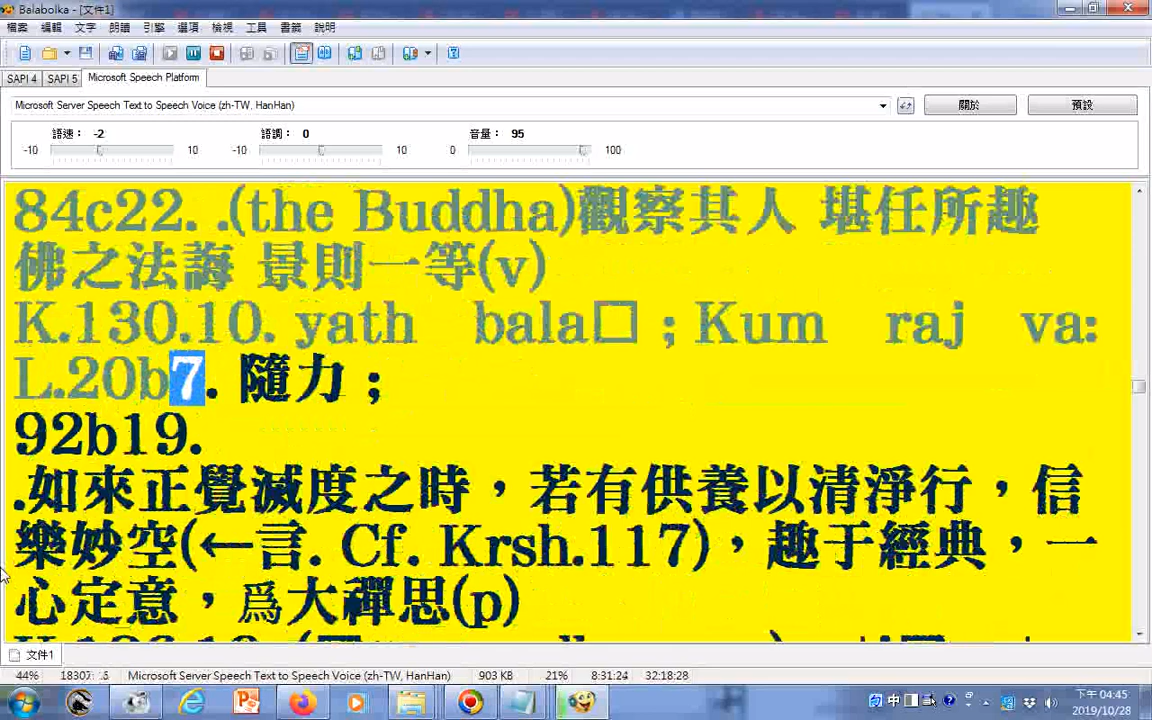 Balabolka - [文件1]
檔案 編輯 文字 朗讀 引擎 選項 檢視 工具 書籤 說明
SAPI 4 SAPI 5 Microsoft Speech Platform
Microsoft Server Speech Text to Speech Voice (zh-TW, HanHan) 關於 預設
語速： -2 語調： 0 音量： 95
-10 10 -10 10 0 100
84c22. .(the Buddha)觀察其人 堪任所趣
佛之法誨 景則一等(v)
K.130.10. yath bala□ ; Kum raj va:
L.20b7. 隨力；
92b19.
.如來正覺滅度之時，若有供養以清淨行，信
樂妙空(←言. Cf. Krsh.117)，趣于經典，一
心定意，爲大禪思(p)
文件1
44% Microsoft Server Speech Text to Speech Voice (zh-TW, HanHan) 903 KB 21% 8:31:24 32:18:28
中 下午 04:45
2019/10/28